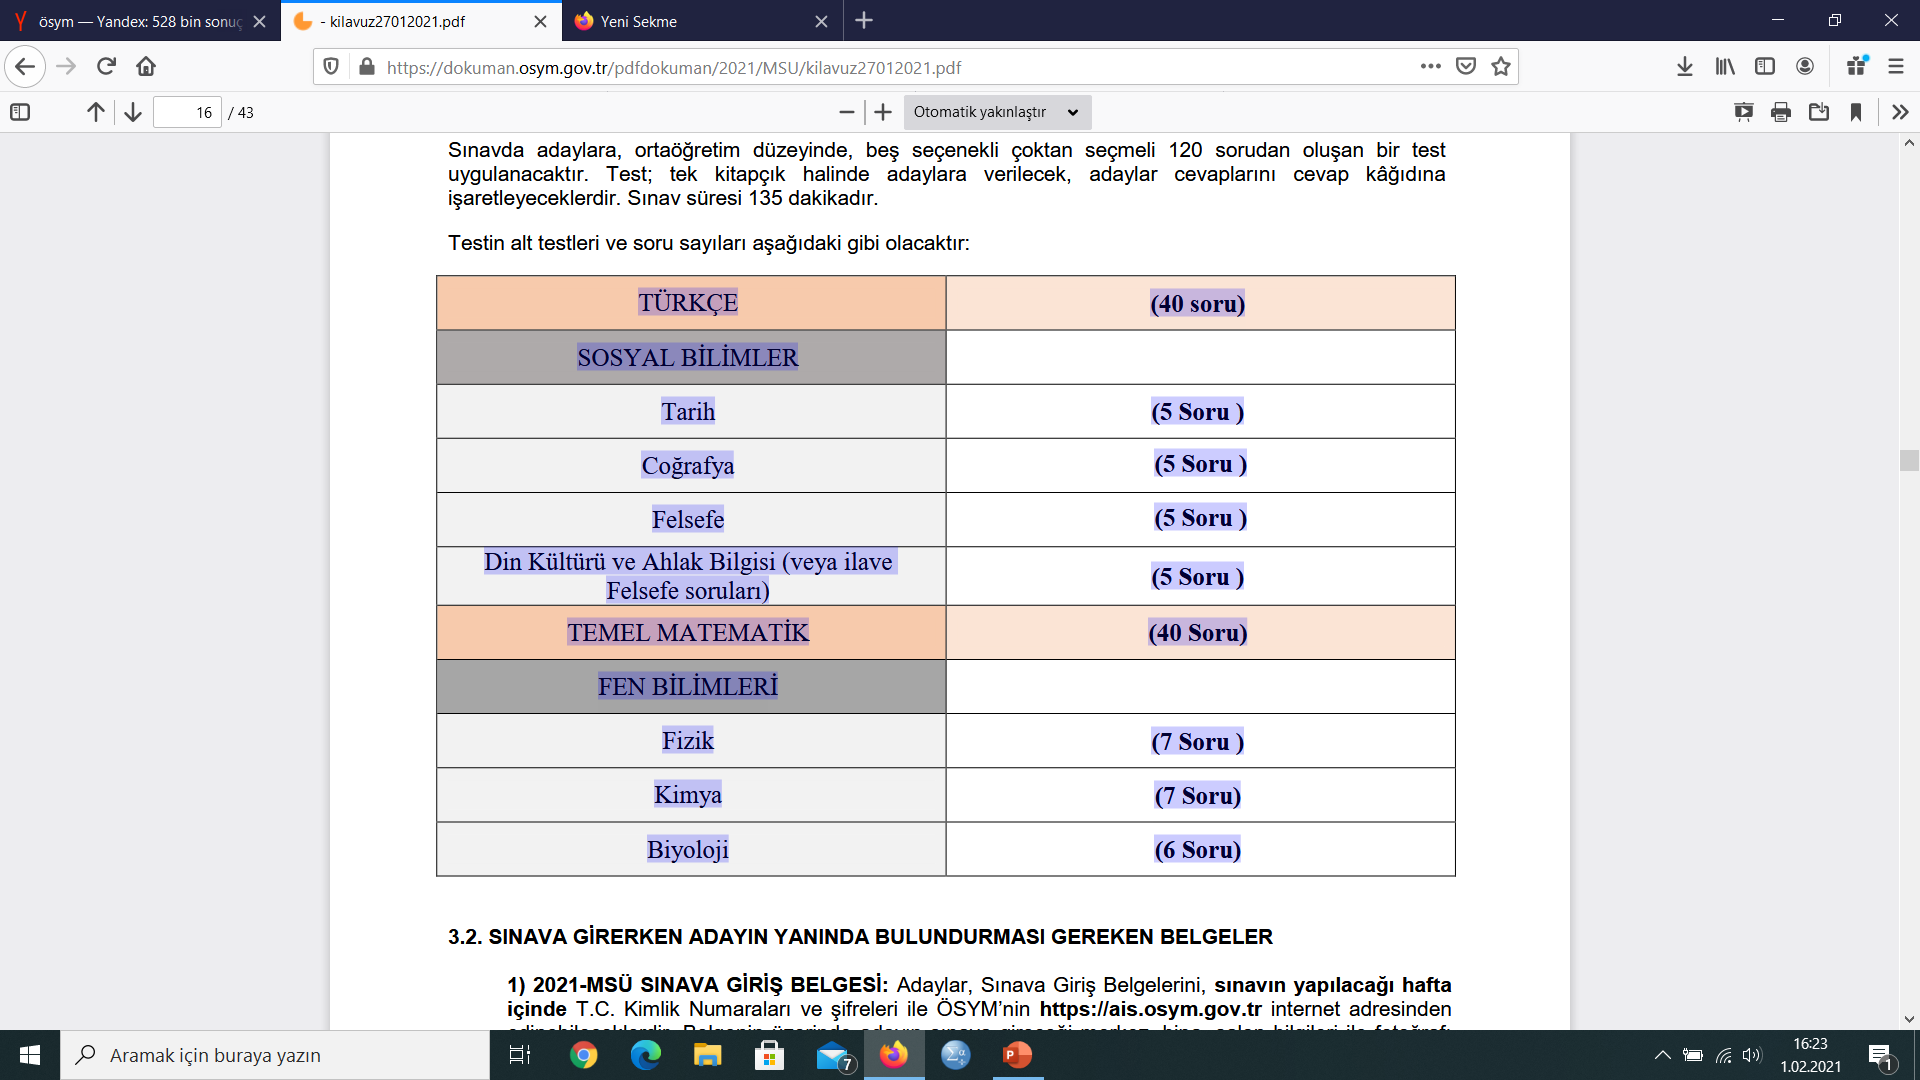 ösym — Yandex: 528 bin sonuç
- kilavuz27012021.pdf
Yeni Sekme
https://dokuman.osym.gov.tr/pdfdokuman/2021/MSU/kilavuz27012021.pdf
16 / 43
Otomatik yakınlaştır
Sınavda adaylara, ortaöğretim düzeyinde, beş seçenekli çoktan seçmeli 120 sorudan oluşan bir test
uygulanacaktır. Test; tek kitapçık halinde adaylara verilecek, adaylar cevaplarını cevap kâğıdına
işaretleyeceklerdir. Sınav süresi 135 dakikadır.
Testin alt testleri ve soru sayıları aşağıdaki gibi olacaktır:
TÜRKÇE (40 soru)
SOSYAL BİLİMLER
Tarih (5 Soru )
Coğrafya (5 Soru )
Felsefe (5 Soru )
Din Kültürü ve Ahlak Bilgisi (veya ilave
Felsefe soruları) (5 Soru )
TEMEL MATEMATİK (40 Soru)
FEN BİLİMLERİ
Fizik (7 Soru )
Kimya (7 Soru)
Biyoloji (6 Soru)
3.2. SINAVA GİRERKEN ADAYIN YANINDA BULUNDURMASI GEREKEN BELGELER
1) 2021-MSÜ SINAVA GİRİŞ BELGESİ: Adaylar, Sınava Giriş Belgelerini, sınavın yapılacağı hafta
içinde T.C. Kimlik Numaraları ve şifreleri ile ÖSYM’nin https://ais.osym.gov.tr internet adresinden
Aramak için buraya yazın
7
16:23
1.02.2021
1